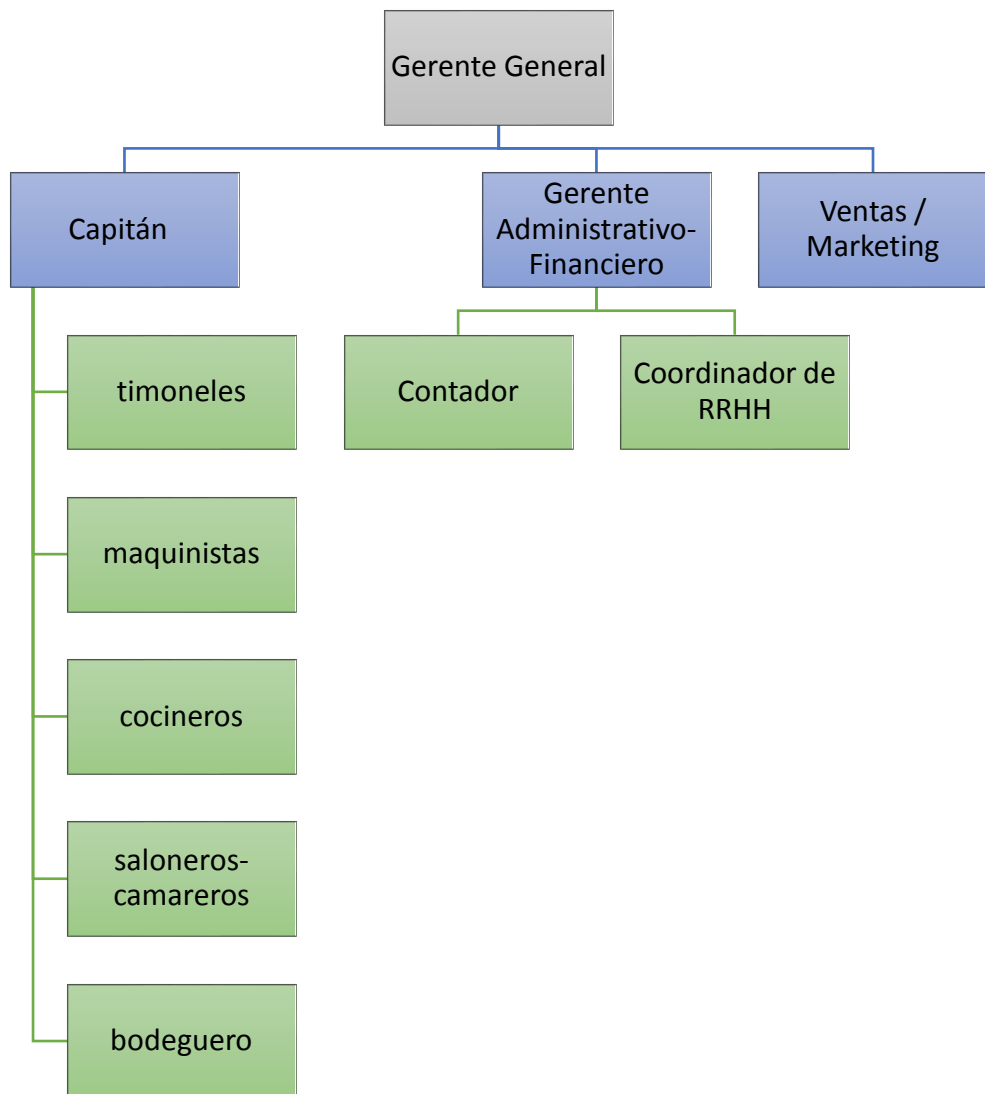 Gerente General
Capitán
Gerente
Administrativo-
Financiero
Ventas /
Marketing
timoneles
Contador
Coordinador de
RRHH
maquinistas
cocineros
saloneros-
camareros
bodeguero